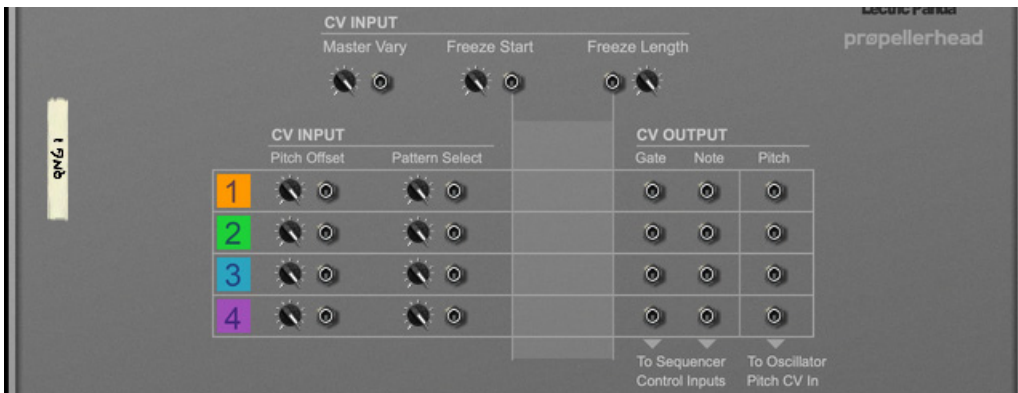 Lectric Panda
propellerhead
CV INPUT
Master Vary Freeze Start Freeze Length
CV INPUT
Pitch Offset Pattern Select
CV OUTPUT
Gate Note Pitch
1
2
3
4
To Sequencer
Control Inputs
To Oscillator
Pitch CV In